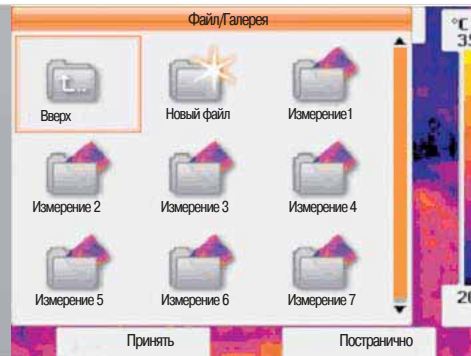 Файл/Галерея
°C
Вверх
Новый файл
Измерение1
Измерение 2
Измерение 3
Измерение 4
Измерение 5
Измерение 6
Измерение 7
Принять
Постранично